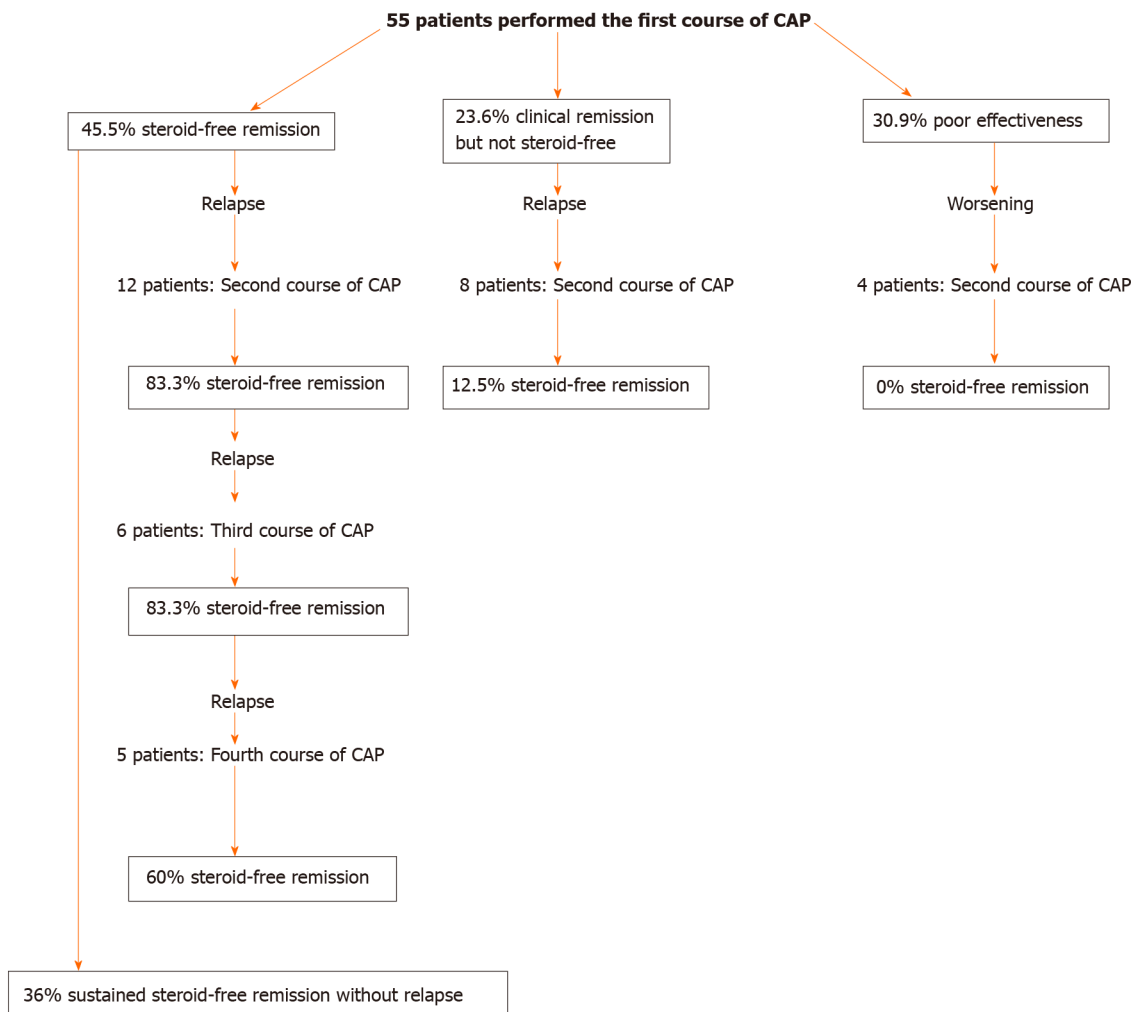 55 patients performed the first course of CAP
45.5% steroid-free remission
23.6% clinical remission
but not steroid-free
30.9% poor effectiveness
Relapse
Relapse
Worsening
12 patients: Second course of CAP
8 patients: Second course of CAP
4 patients: Second course of CAP
83.3% steroid-free remission
12.5% steroid-free remission
0% steroid-free remission
Relapse
6 patients: Third course of CAP
83.3% steroid-free remission
Relapse
5 patients: Fourth course of CAP
60% steroid-free remission
36% sustained steroid-free remission without relapse